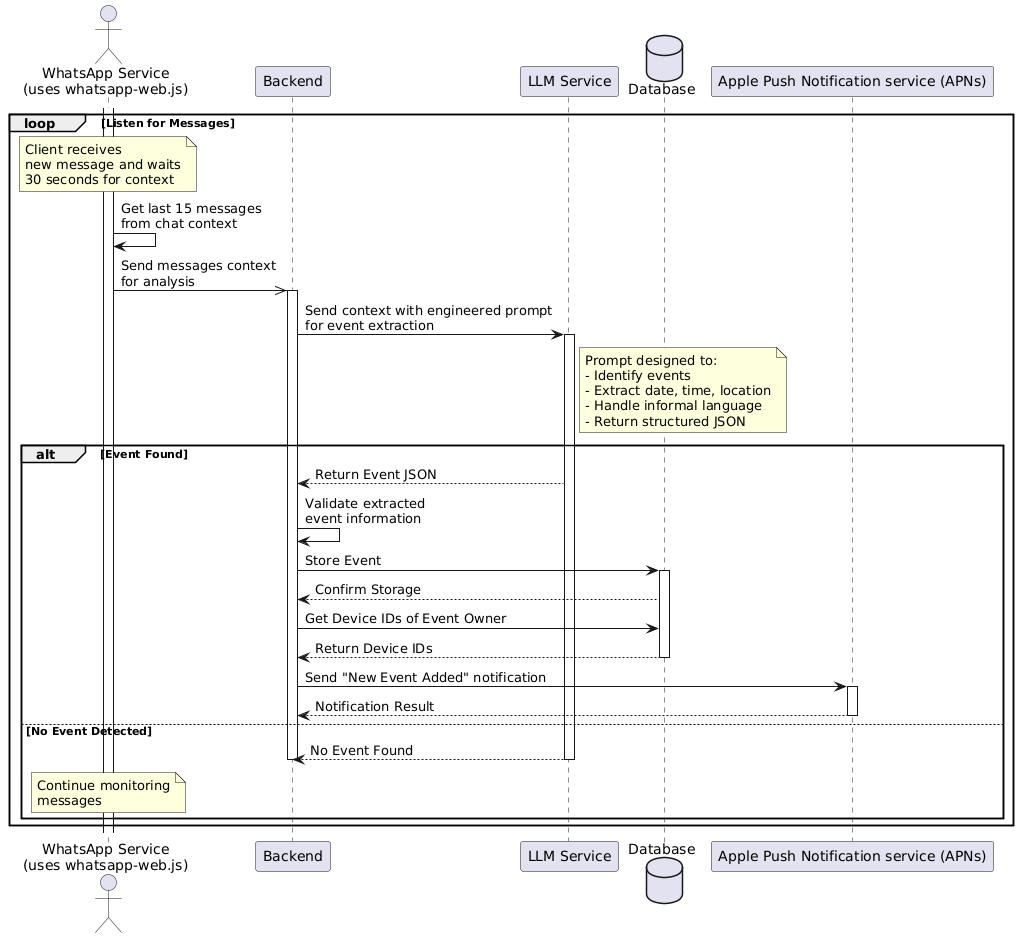 WhatsApp Service
(uses whatsapp-web.js)
Backend
LLM Service
Database
Apple Push Notification service (APNs)
loop
[Listen for Messages]
Client receives
new message and waits
30 seconds for context
Get last 15 messages
from chat context
Send messages context
for analysis
Send context with engineered prompt
for event extraction
Prompt designed to:
- Identify events
- Extract date, time, location
- Handle informal language
- Return structured JSON
alt
[Event Found]
Return Event JSON
Validate extracted
event information
Store Event
Confirm Storage
Get Device IDs of Event Owner
Return Device IDs
Send "New Event Added" notification
Notification Result
[No Event Detected]
No Event Found
Continue monitoring
messages
WhatsApp Service
(uses whatsapp-web.js)
Backend
LLM Service
Database
Apple Push Notification service (APNs)